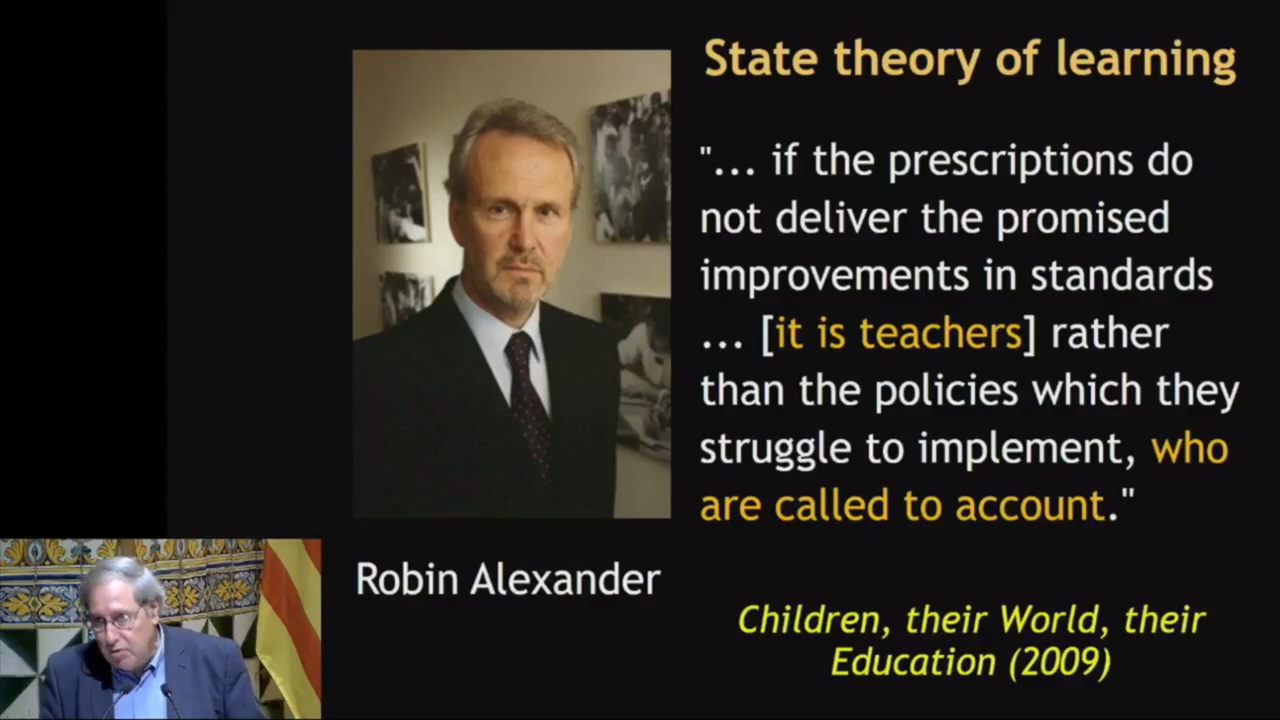 State theory of learning
"... if the prescriptions do
not deliver the promised
improvements in standards
... [it is teachers] rather
than the policies which they
struggle to implement, who
are called to account."
Robin Alexander
Children, their World, their
Education (2009)